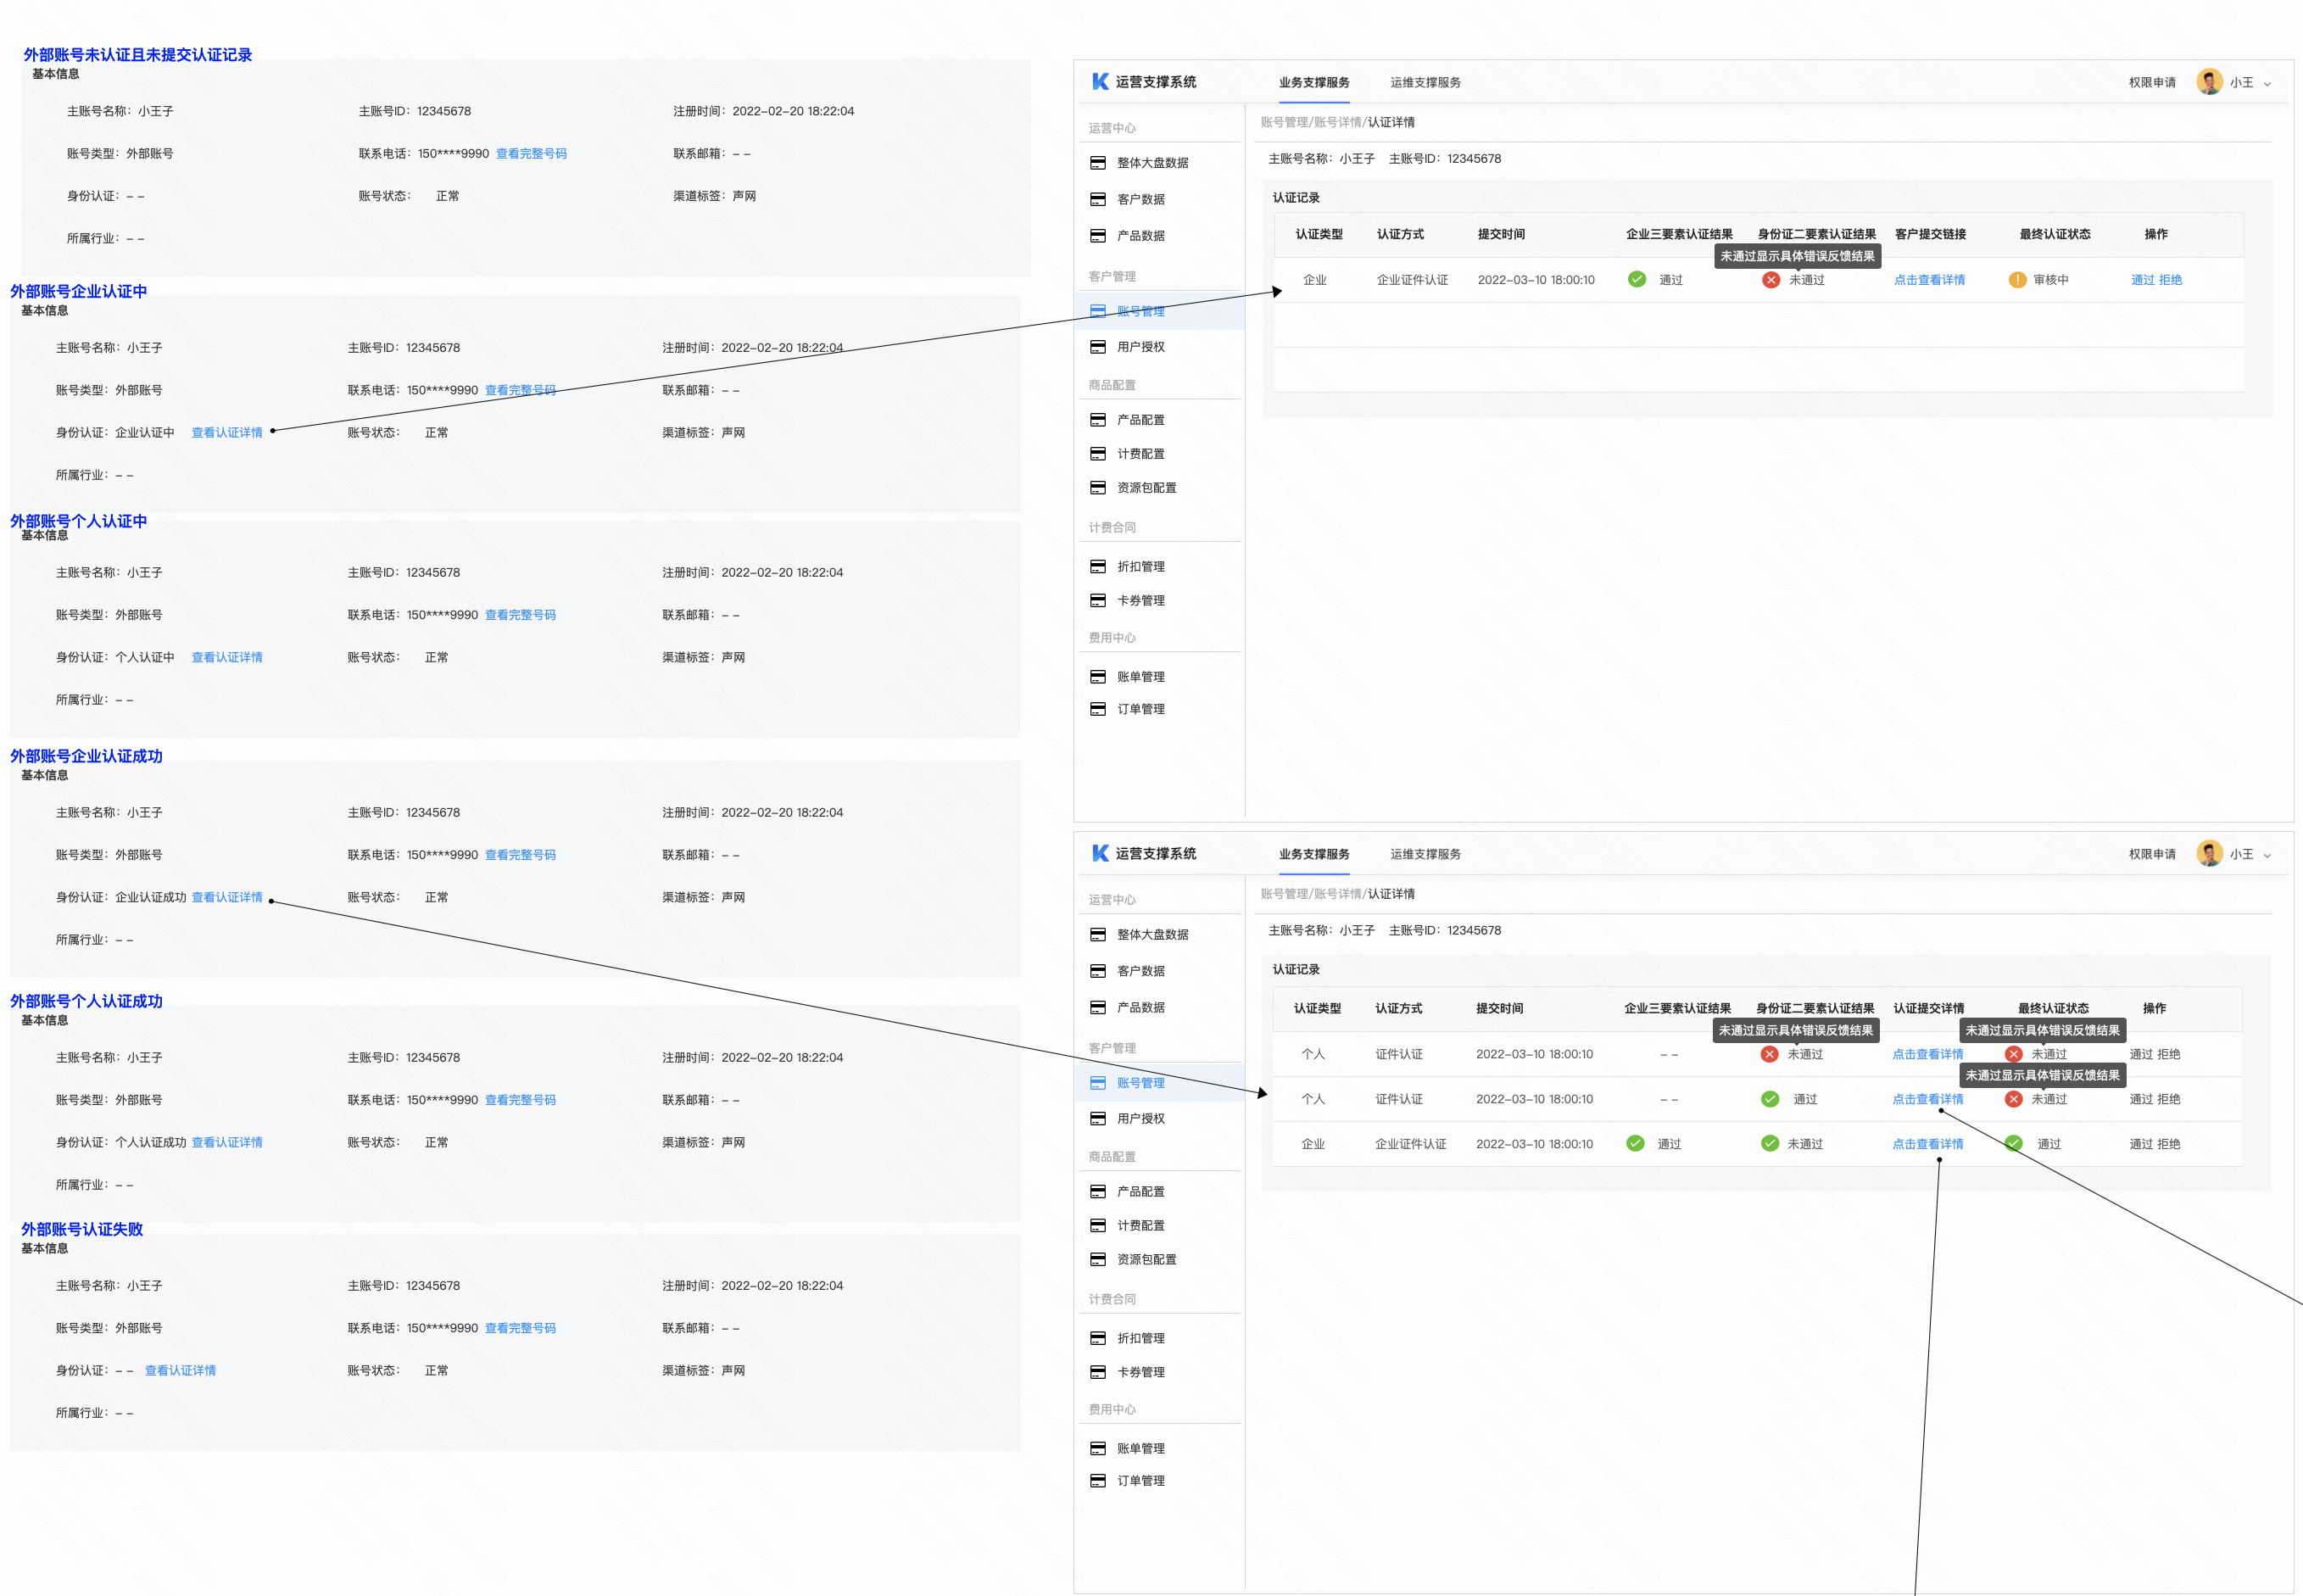 外部账号未认证且未提交认证记录
基本信息
主账号名称：小王子 主账号ID：12345678 注册时间：2022-02-20 18:22:04
账号类型：外部账号 联系电话：150****9990 查看完整号码 联系邮箱：- -
身份认证：- - 账号状态： 正常 渠道标签：声网
所属行业：- -
外部账号企业认证中
基本信息
主账号名称：小王子 主账号ID：12345678 注册时间：2022-02-20 18:22:04
账号类型：外部账号 联系电话：150****9990 查看完整号码 联系邮箱：- -
身份认证：企业认证中 查看认证详情 账号状态： 正常 渠道标签：声网
所属行业：- -
外部账号个人认证中
基本信息
主账号名称：小王子 主账号ID：12345678 注册时间：2022-02-20 18:22:04
账号类型：外部账号 联系电话：150****9990 查看完整号码 联系邮箱：- -
身份认证：个人认证中 查看认证详情 账号状态： 正常 渠道标签：声网
所属行业：- -
外部账号企业认证成功
基本信息
主账号名称：小王子 主账号ID：12345678 注册时间：2022-02-20 18:22:04
账号类型：外部账号 联系电话：150****9990 查看完整号码 联系邮箱：- -
身份认证：企业认证成功 查看认证详情 账号状态： 正常 渠道标签：声网
所属行业：- -
外部账号个人认证成功
基本信息
主账号名称：小王子 主账号ID：12345678 注册时间：2022-02-20 18:22:04
账号类型：外部账号 联系电话：150****9990 查看完整号码 联系邮箱：- -
身份认证：个人认证成功 查看认证详情 账号状态： 正常 渠道标签：声网
所属行业：- -
外部账号认证失败
基本信息
主账号名称：小王子 主账号ID：12345678 注册时间：2022-02-20 18:22:04
账号类型：外部账号 联系电话：150****9990 查看完整号码 联系邮箱：- -
身份认证：- - 查看认证详情 账号状态： 正常 渠道标签：声网
所属行业：- -
运营支撑系统 业务支撑服务 运维支撑服务 权限申请 小王
运营中心
整体大盘数据
客户数据
产品数据
客户管理
账号管理
用户授权
商品配置
产品配置
计费配置
资源包配置
计费合同
折扣管理
卡券管理
费用中心
账单管理
订单管理
账号管理/账号详情/认证详情
主账号名称：小王子 主账号ID：12345678
认证记录
认证类型 认证方式 提交时间 企业三要素认证结果 身份证二要素认证结果 客户提交链接 最终认证状态 操作
未通过显示具体错误反馈结果
企业 企业证件认证 2022-03-10 18:00:10 通过 未通过 点击查看详情 审核中 通过 拒绝
运营支撑系统 业务支撑服务 运维支撑服务 权限申请 小王
运营中心
整体大盘数据
客户数据
产品数据
客户管理
账号管理
用户授权
商品配置
产品配置
计费配置
资源包配置
计费合同
折扣管理
卡券管理
费用中心
账单管理
订单管理
账号管理/账号详情/认证详情
主账号名称：小王子 主账号ID：12345678
认证记录
认证类型 认证方式 提交时间 企业三要素认证结果 身份证二要素认证结果 认证提交详情 最终认证状态 操作
未通过显示具体错误反馈结果 未通过显示具体错误反馈结果
个人 证件认证 2022-03-10 18:00:10 - - 未通过 点击查看详情 未通过 通过 拒绝
未通过显示具体错误反馈结果
个人 证件认证 2022-03-10 18:00:10 - - 通过 点击查看详情 未通过 通过 拒绝
企业 企业证件认证 2022-03-10 18:00:10 通过 未通过 点击查看详情 通过 通过 拒绝